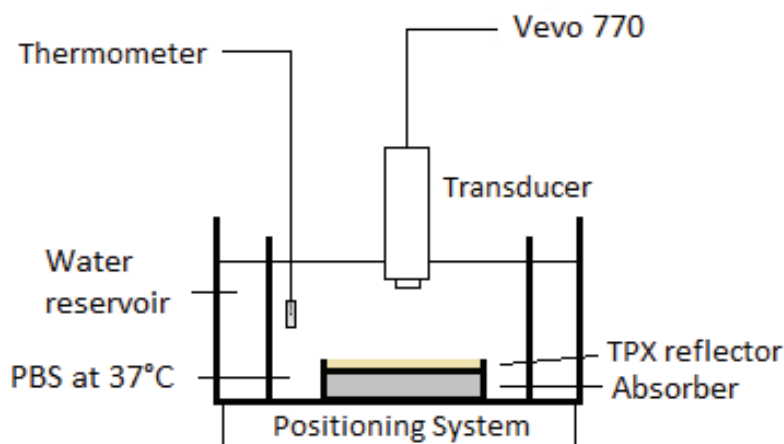 Vevo 770
Thermometer
Transducer
Water
reservoir
TPX reflector
PBS at 37°C
Absorber
Positioning System